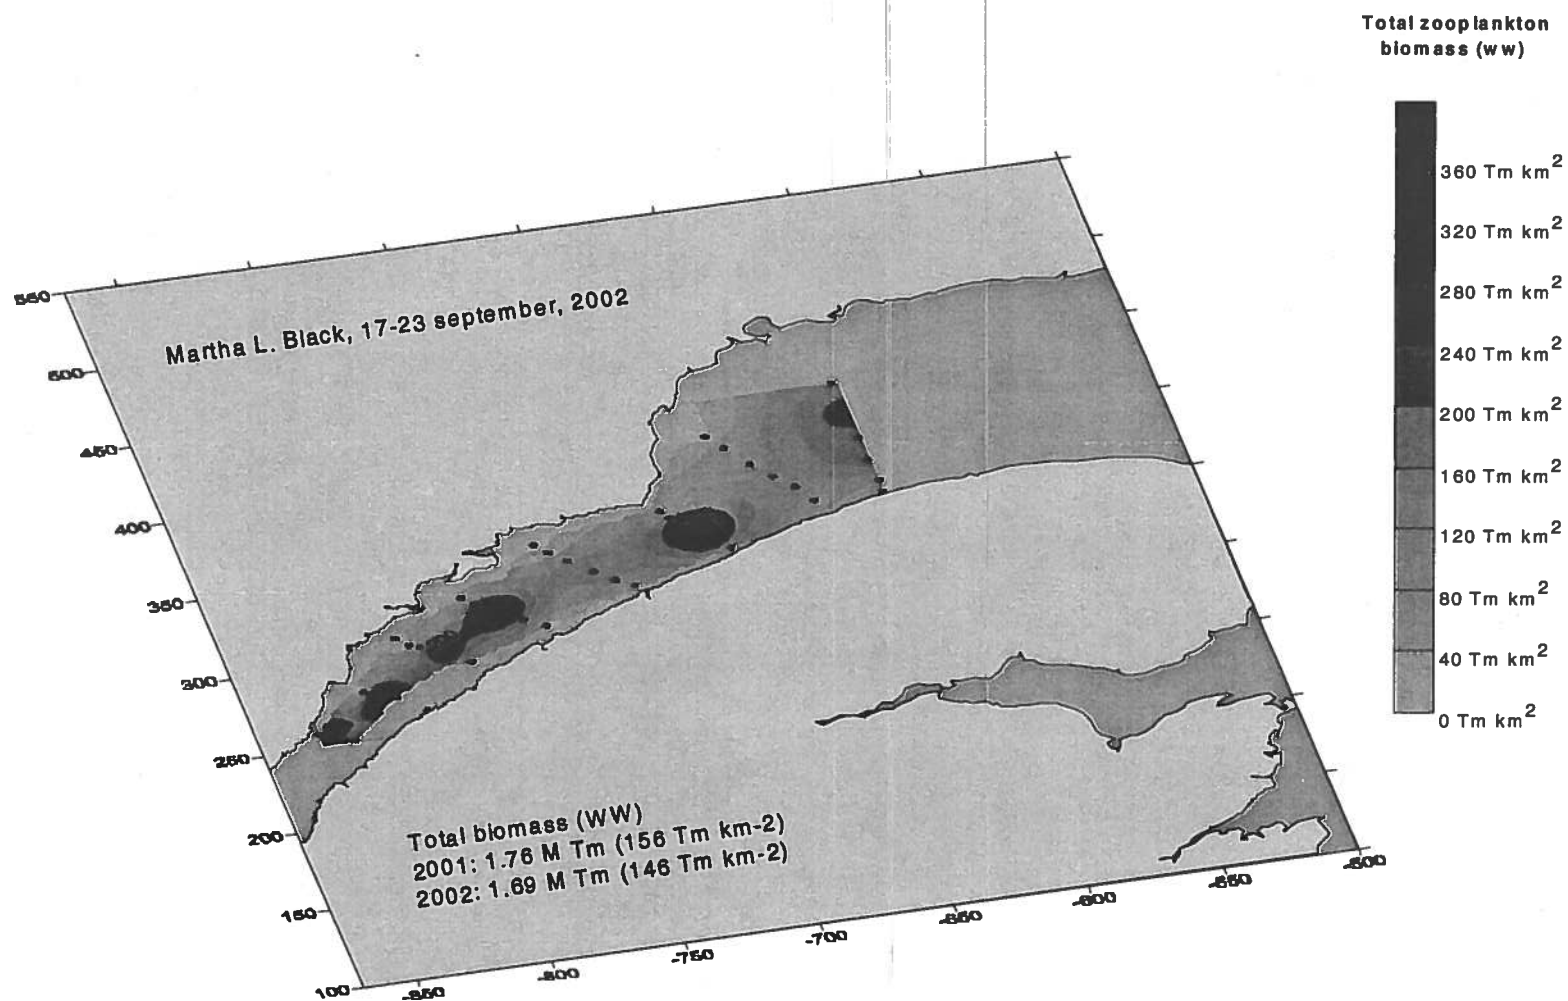 Total zooplankton
biomass (ww)
360 Tm km2
320 Tm km2
280 Tm km2
240 Tm km2
200 Tm km2
160 Tm km2
120 Tm km2
80 Tm km2
40 Tm km2
0 Tm km2
Martha L. Black, 17-23 september, 2002
550
500
450
400
350
300
250
200
150
100
Total biomass (WW)
2001: 1.76 M Tm (156 Tm km-2)
2002: 1.69 M Tm (146 Tm km-2)
-850
-800
-750
-700
-650
-600
-550
-500